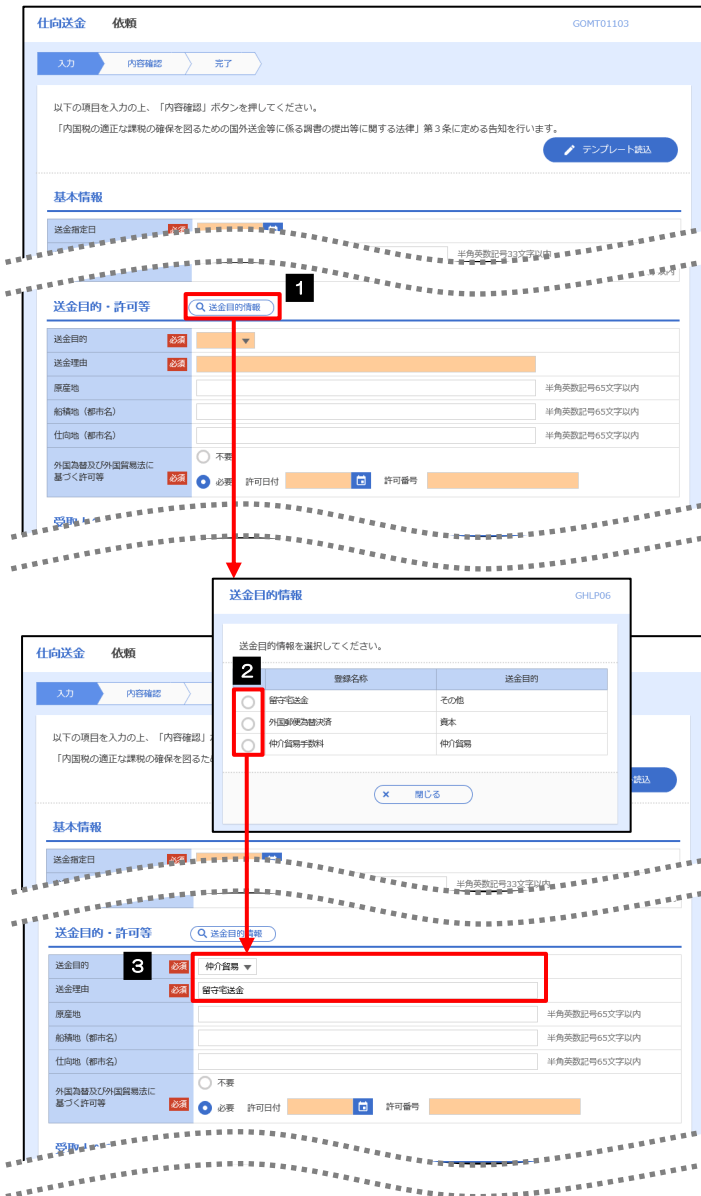 仕向送金 依頼 GOMT01103
入力 内容確認 完了
以下の項目を入力の上、「内容確認」ボタンを押してください。
「内国税の適正な課税の確保を図るための国外送金等に係る調書の提出等に関する法律」第３条に定める告知を行います。
テンプレート読込
基本情報
送金指定日 必須
半角英数記号33文字以内
1
送金目的・許可等 送金目的情報
送金目的 必須
送金理由 必須
原産地 半角英数記号65文字以内
船積地（都市名） 半角英数記号65文字以内
仕向地（都市名） 半角英数記号65文字以内
不要
外国為替及び外国貿易法に
基づく許可等 必須 必要 許可日付 許可番号
送金目的情報 GHLP06
送金目的情報を選択してください。
2
登録名称 送金目的
留守宅送金 その他
外国郵便為替決済 資本
仲介貿易手数料 仲介貿易
× 閉じる
仕向送金 依頼
入力 内容確認
以下の項目を入力の上、「内容確認」
「内国税の適正な課税の確保を図るため
読込
基本情報
送金指定日 必須
半角英数記号33文字以内
送金目的・許可等 送金目的情報
3
送金目的 必須 仲介貿易
送金理由 必須 留守宅送金
原産地 半角英数記号65文字以内
船積地（都市名） 半角英数記号65文字以内
仕向地（都市名） 半角英数記号65文字以内
不要
外国為替及び外国貿易法に
基づく許可等 必須 必要 許可日付 許可番号